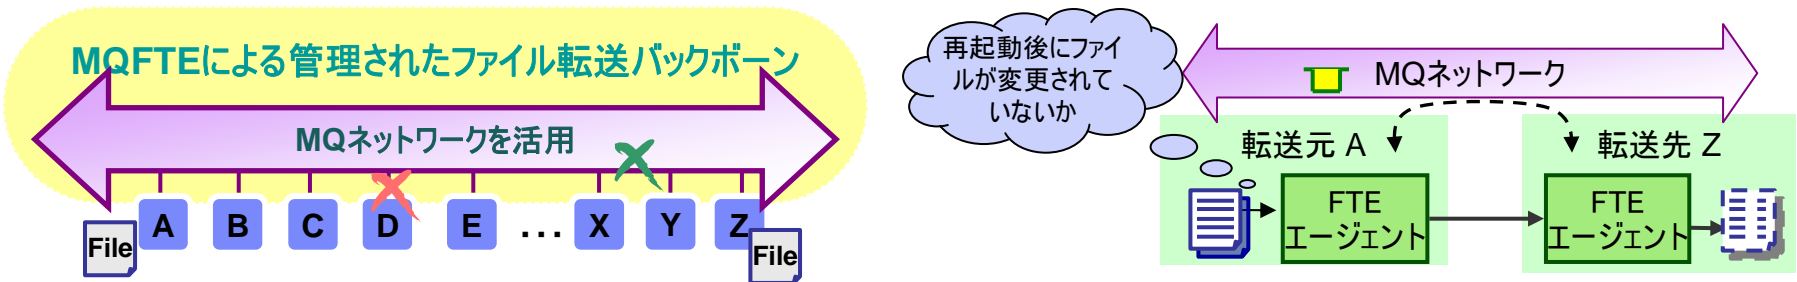 MQFTEによる管理されたファイル転送バックボーン
MQネットワークを活用
A B C D E ... X Y Z
File
File
再起動後にファイ
ルが変更されて
いないか
MQネットワーク
転送元 A
転送先 Z
FTE
エージェント
FTE
エージェント